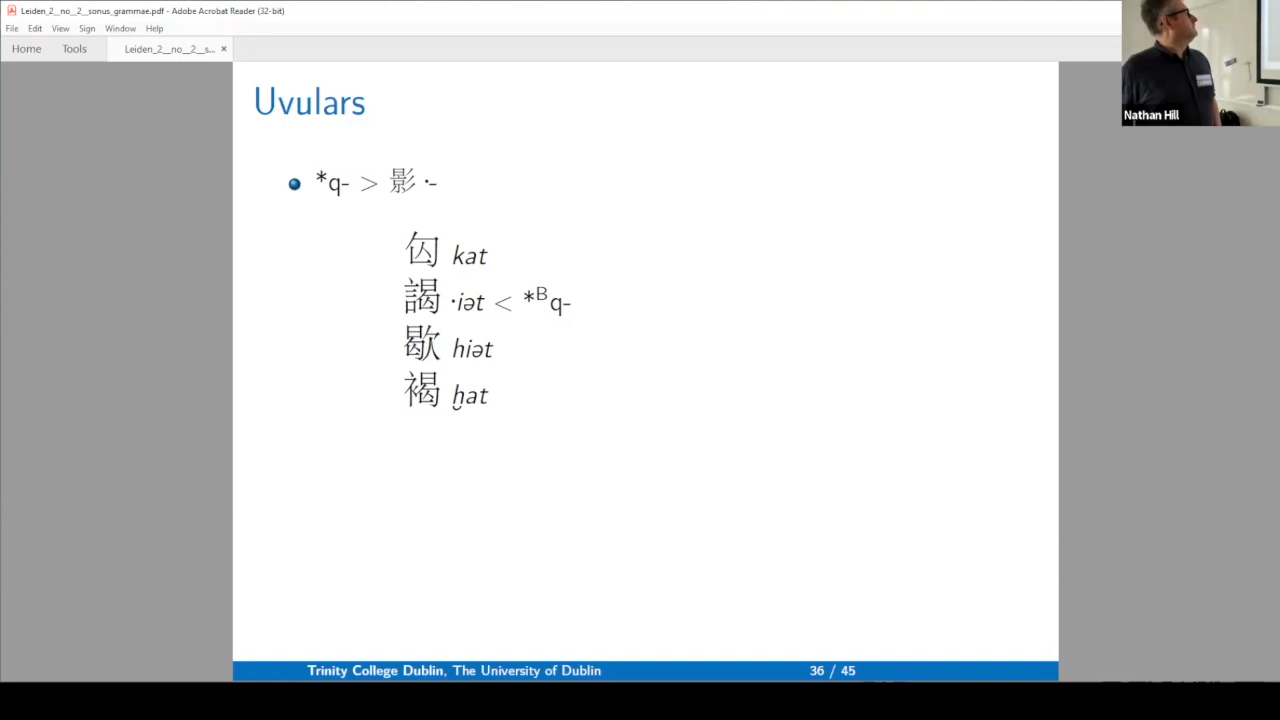 Leiden_2__no__2__sonus_grammae.pdf - Adobe Acrobat Reader (32-bit)
File Edit View Sign Window Help
Home Tools Leiden_2__no__2__s... ×
Nathan Hill
Uvulars
*q- > 影 ·-
匃 kat
謁 ·iət < *ᴮq-
歇 hiət
褐 ḫat
Trinity College Dublin, The University of Dublin 36 / 45